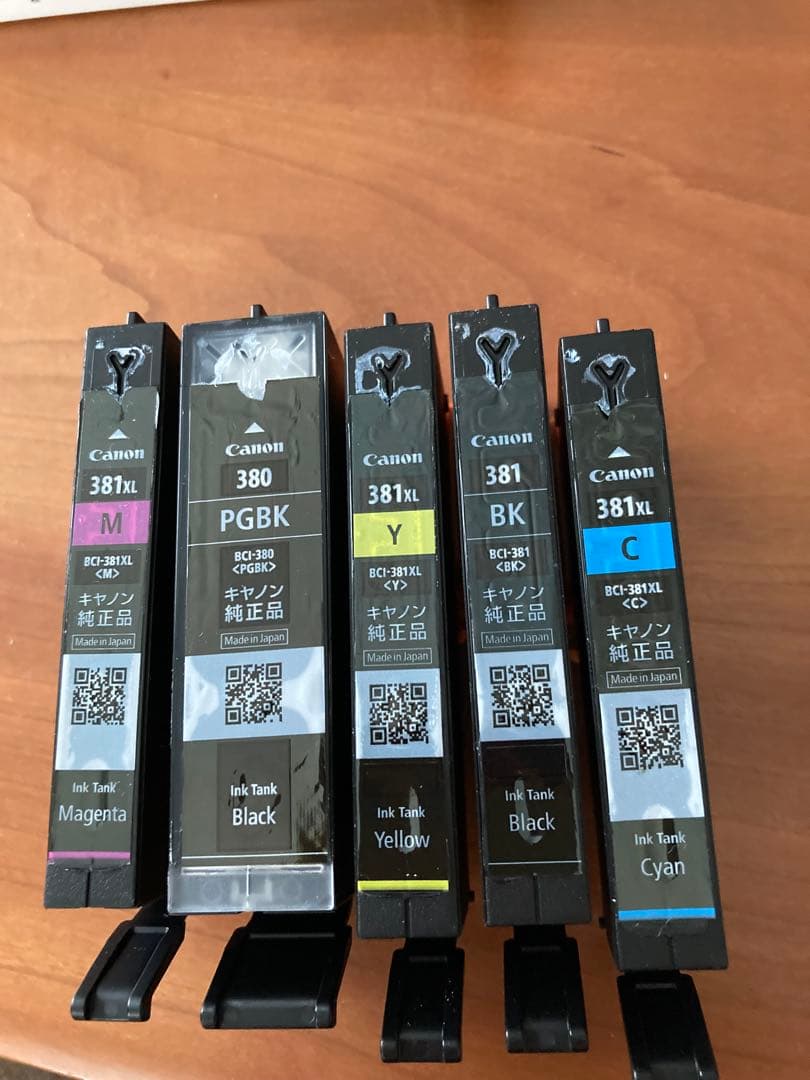 Canon
381XL
M
BCI-381XL
<M>
キヤノン
純正品
Made in Japan
Ink Tank
Magenta
Canon
380
PGBK
BCI-380
<PGBK>
キヤノン
純正品
Made in Japan
Ink Tank
Black
Canon
381XL
Y
BCI-381XL
<Y>
キヤノン
純正品
Made in Japan
Ink Tank
Yellow
Canon
381
BK
BCI-381
<BK>
キヤノン
純正品
Made in Japan
Ink Tank
Black
Canon
381XL
C
BCI-381XL
<C>
キヤノン
純正品
Made in Japan
Ink Tank
Cyan